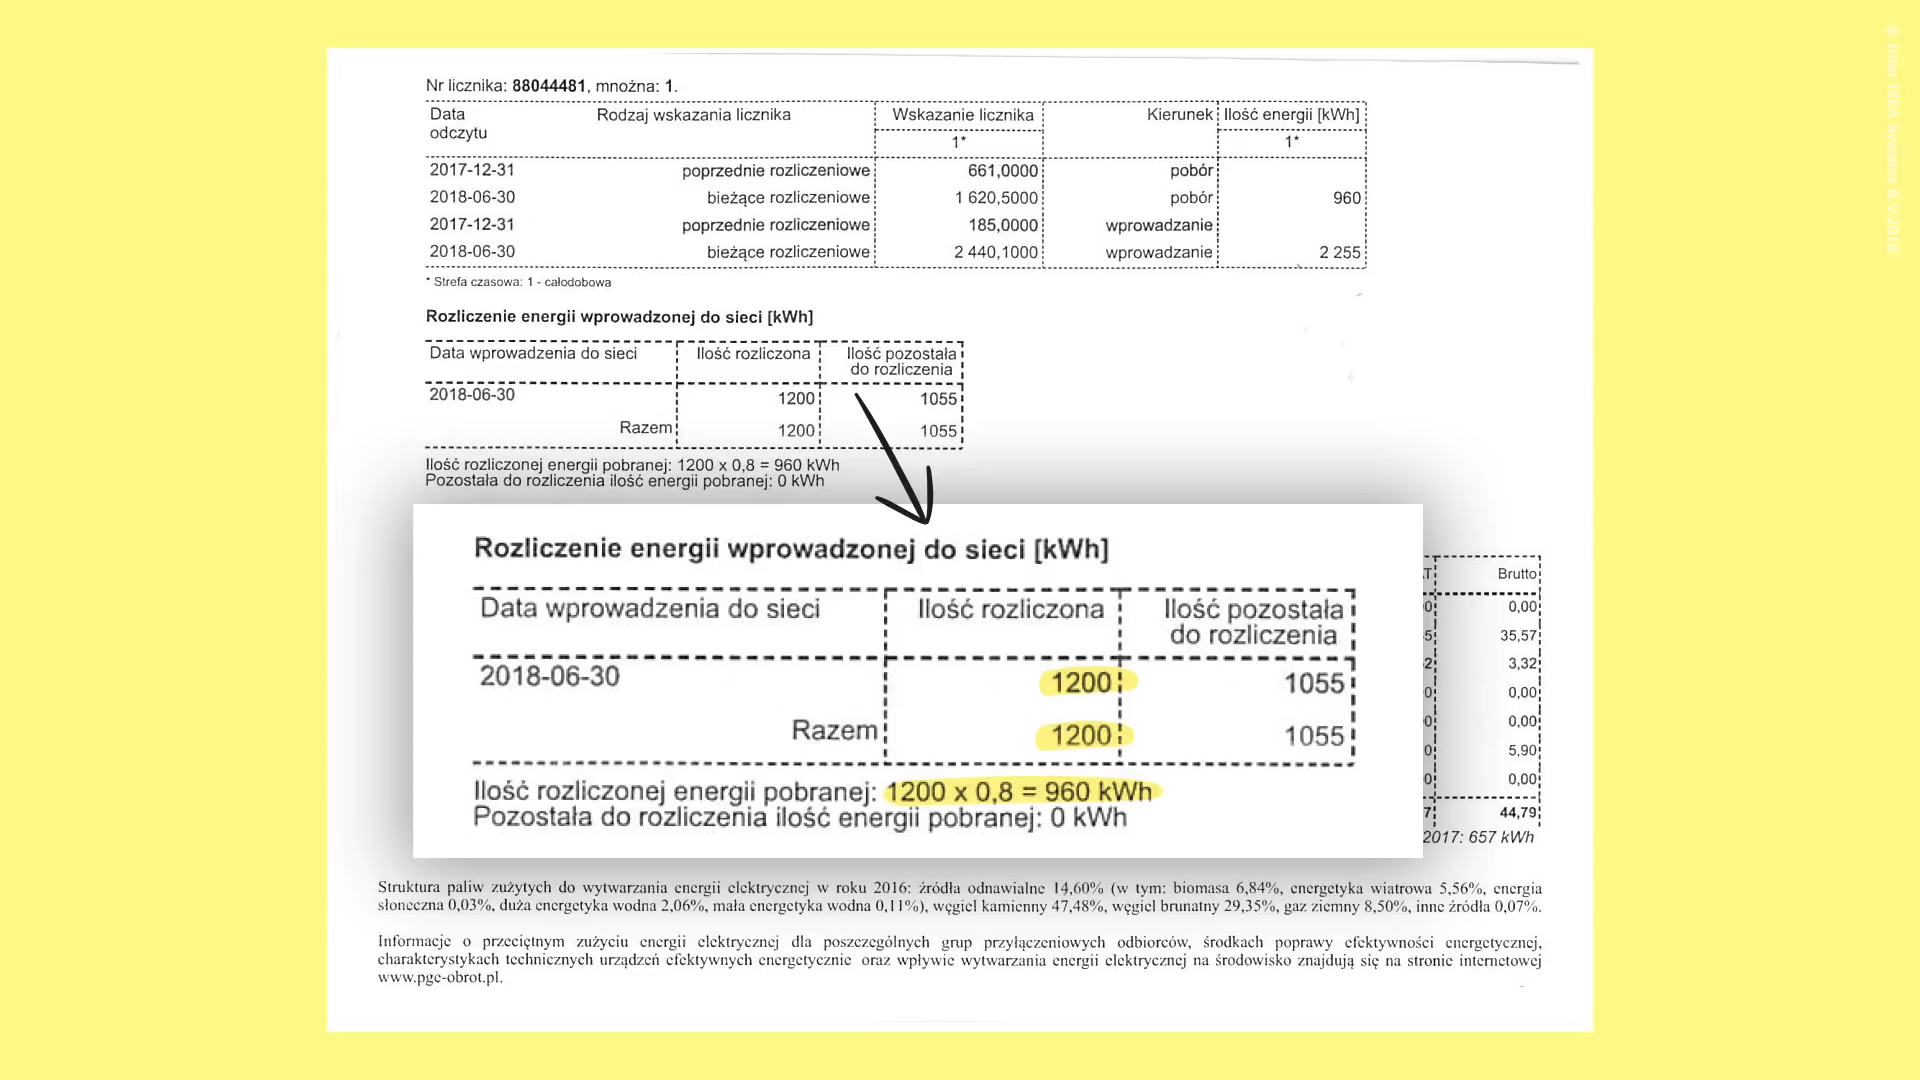 Nr licznika: 88044481, mnożna: 1.
Data odczytu Rodzaj wskazania licznika Wskazanie licznika Kierunek Ilość energii [kWh]
1* 1*
2017-12-31 poprzednie rozliczeniowe 661,0000 pobór
2018-06-30 bieżące rozliczeniowe 1 620,5000 pobór 960
2017-12-31 poprzednie rozliczeniowe 185,0000 wprowadzanie
2018-06-30 bieżące rozliczeniowe 2 440,1000 wprowadzanie 2 255
* Strefa czasowa: 1 - całodobowa
Rozliczenie energii wprowadzonej do sieci [kWh]
Data wprowadzenia do sieci Ilość rozliczona Ilość pozostała
do rozliczenia
2018-06-30 1200 1055
Razem 1200 1055
Ilość rozliczonej energii pobranej: 1200 x 0,8 = 960 kWh
Pozostała do rozliczenia ilość energii pobranej: 0 kWh
Rozliczenie energii wprowadzonej do sieci [kWh]
Data wprowadzenia do sieci Ilość rozliczona Ilość pozostała
do rozliczenia
2018-06-30 1200 1055
Razem 1200 1055
Ilość rozliczonej energii pobranej: 1200 x 0,8 = 960 kWh
Pozostała do rozliczenia ilość energii pobranej: 0 kWh
Brutto
0,00
35,57
3,32
0,00
0,00
5,90
0,00
44,79
2017: 657 kWh
Struktura paliw zużytych do wytwarzania energii elektrycznej w roku 2016: źródła odnawialne 14,60% (w tym: biomasa 6,84%, energetyka wiatrowa 5,56%, energia
słoneczna 0,03%, duża energetyka wodna 2,06%, mała energetyka wodna 0,11%), węgiel kamienny 47,48%, węgiel brunatny 29,35%, gaz ziemny 8,50%, inne źródła 0,07%.
Informacje o przeciętnym zużyciu energii elektrycznej dla poszczególnych grup przyłączeniowych odbiorców, środkach poprawy efektywności energetycznej,
charakterystykach technicznych urządzeń efektywnych energetycznie oraz wpływie wytwarzania energii elektrycznej na środowisko znajdują się na stronie internetowej
www.pge-obrot.pl.